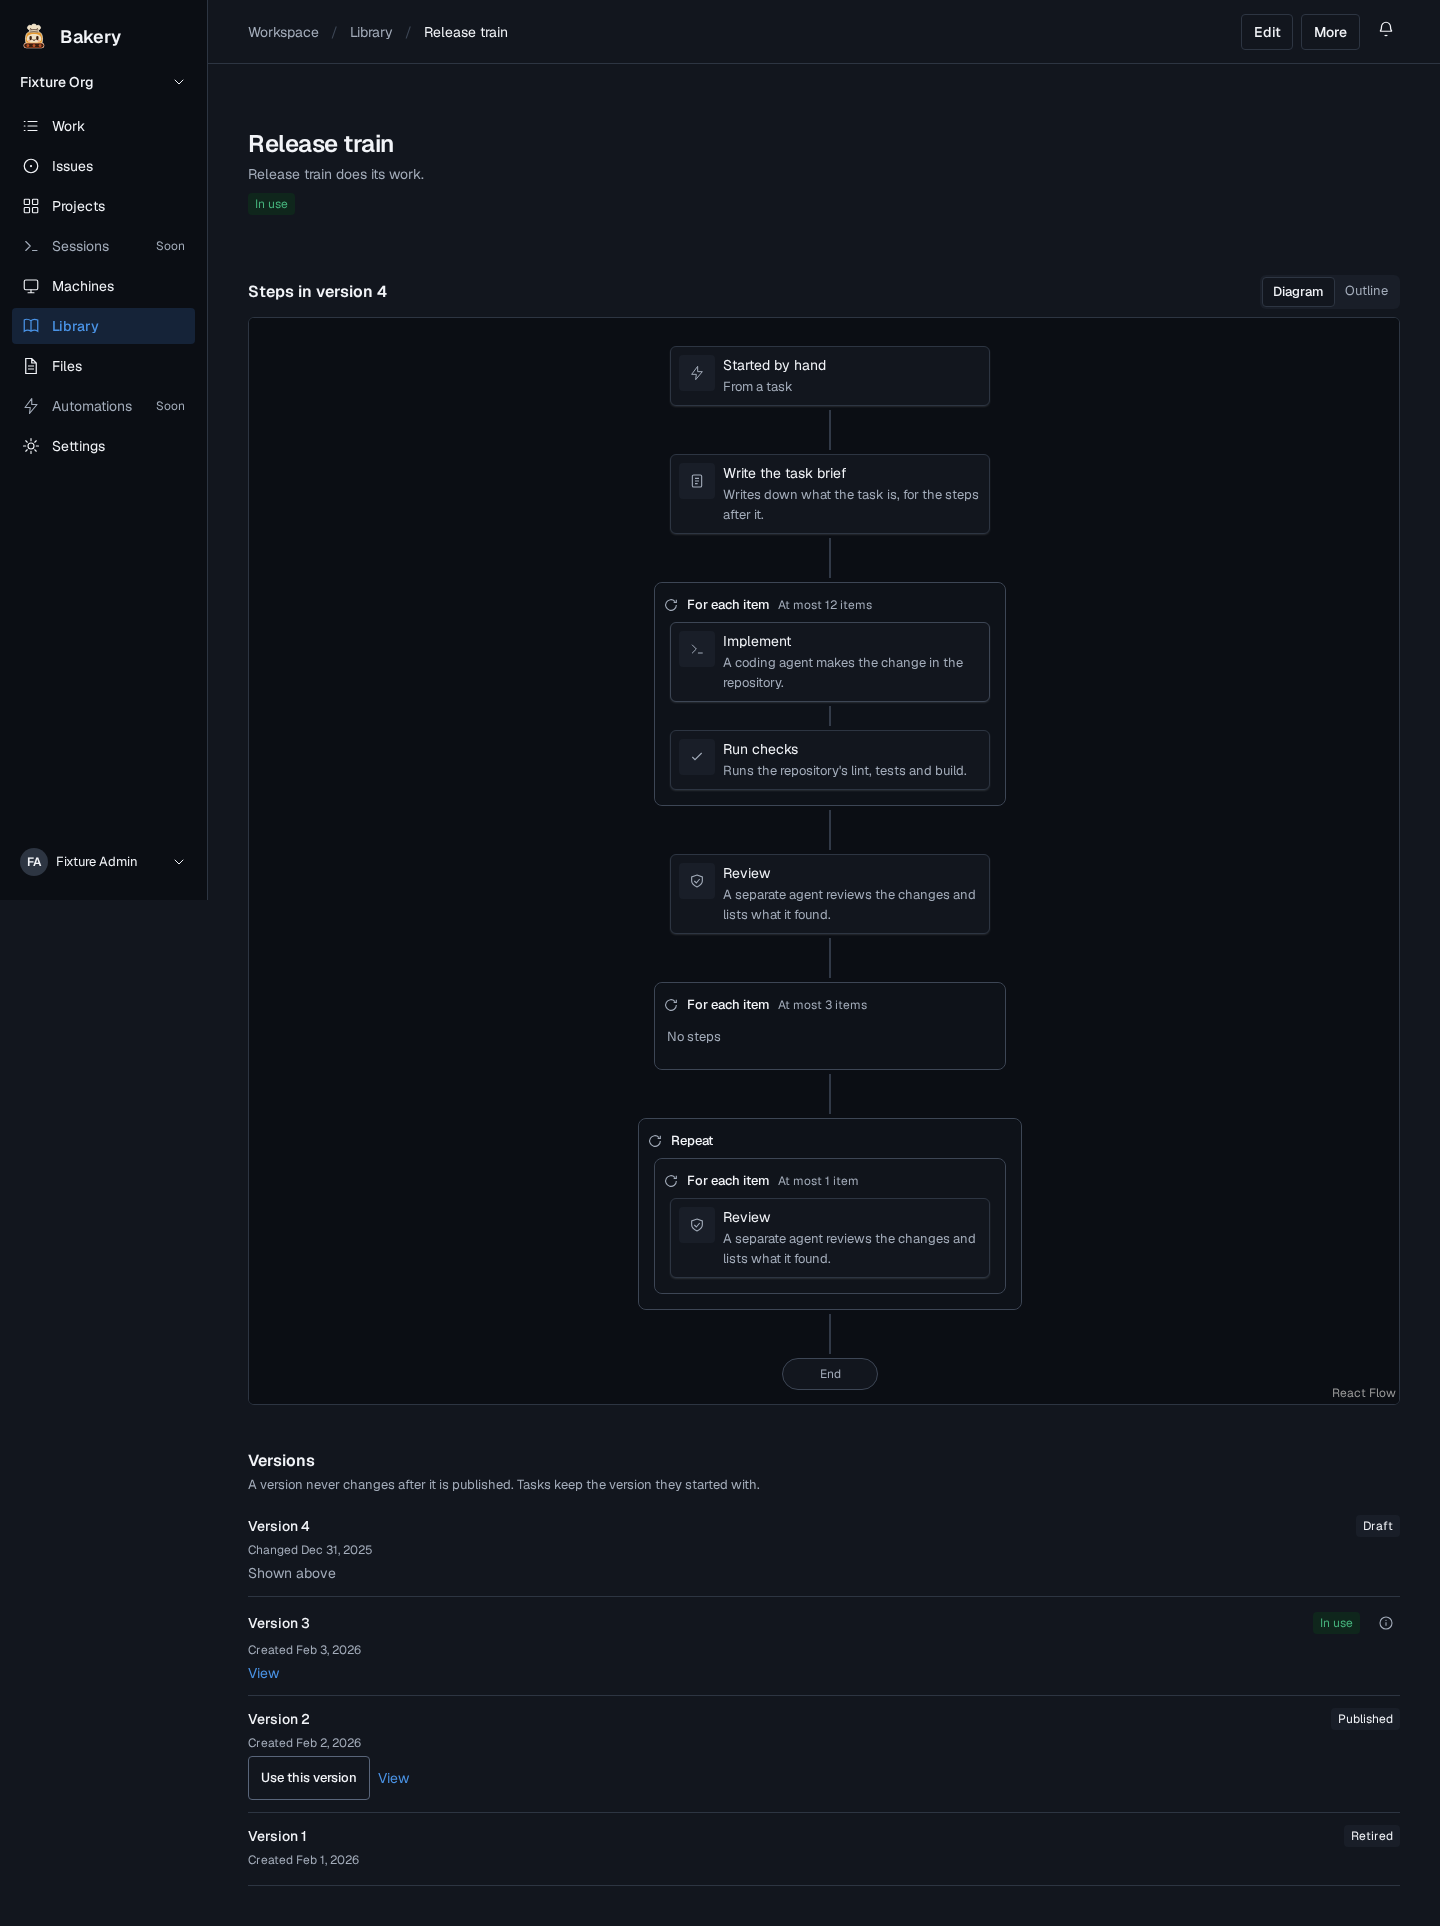 Bakery
Fixture Org
Work
Issues
Projects
Sessions Soon
Machines
Library
Files
Automations Soon
Settings
FA Fixture Admin
Workspace / Library / Release train
Edit More
Release train
Release train does its work.
In use
Steps in version 4
Diagram Outline
Started by hand
From a task
Write the task brief
Writes down what the task is, for the steps
after it.
For each item At most 12 items
Implement
A coding agent makes the change in the
repository.
Run checks
Runs the repository's lint, tests and build.
Review
A separate agent reviews the changes and
lists what it found.
For each item At most 3 items
No steps
Repeat
For each item At most 1 item
Review
A separate agent reviews the changes and
lists what it found.
End
React Flow
Versions
A version never changes after it is published. Tasks keep the version they started with.
Version 4 Draft
Changed Dec 31, 2025
Shown above
Version 3 In use
Created Feb 3, 2026
View
Version 2 Published
Created Feb 2, 2026
Use this version View
Version 1 Retired
Created Feb 1, 2026